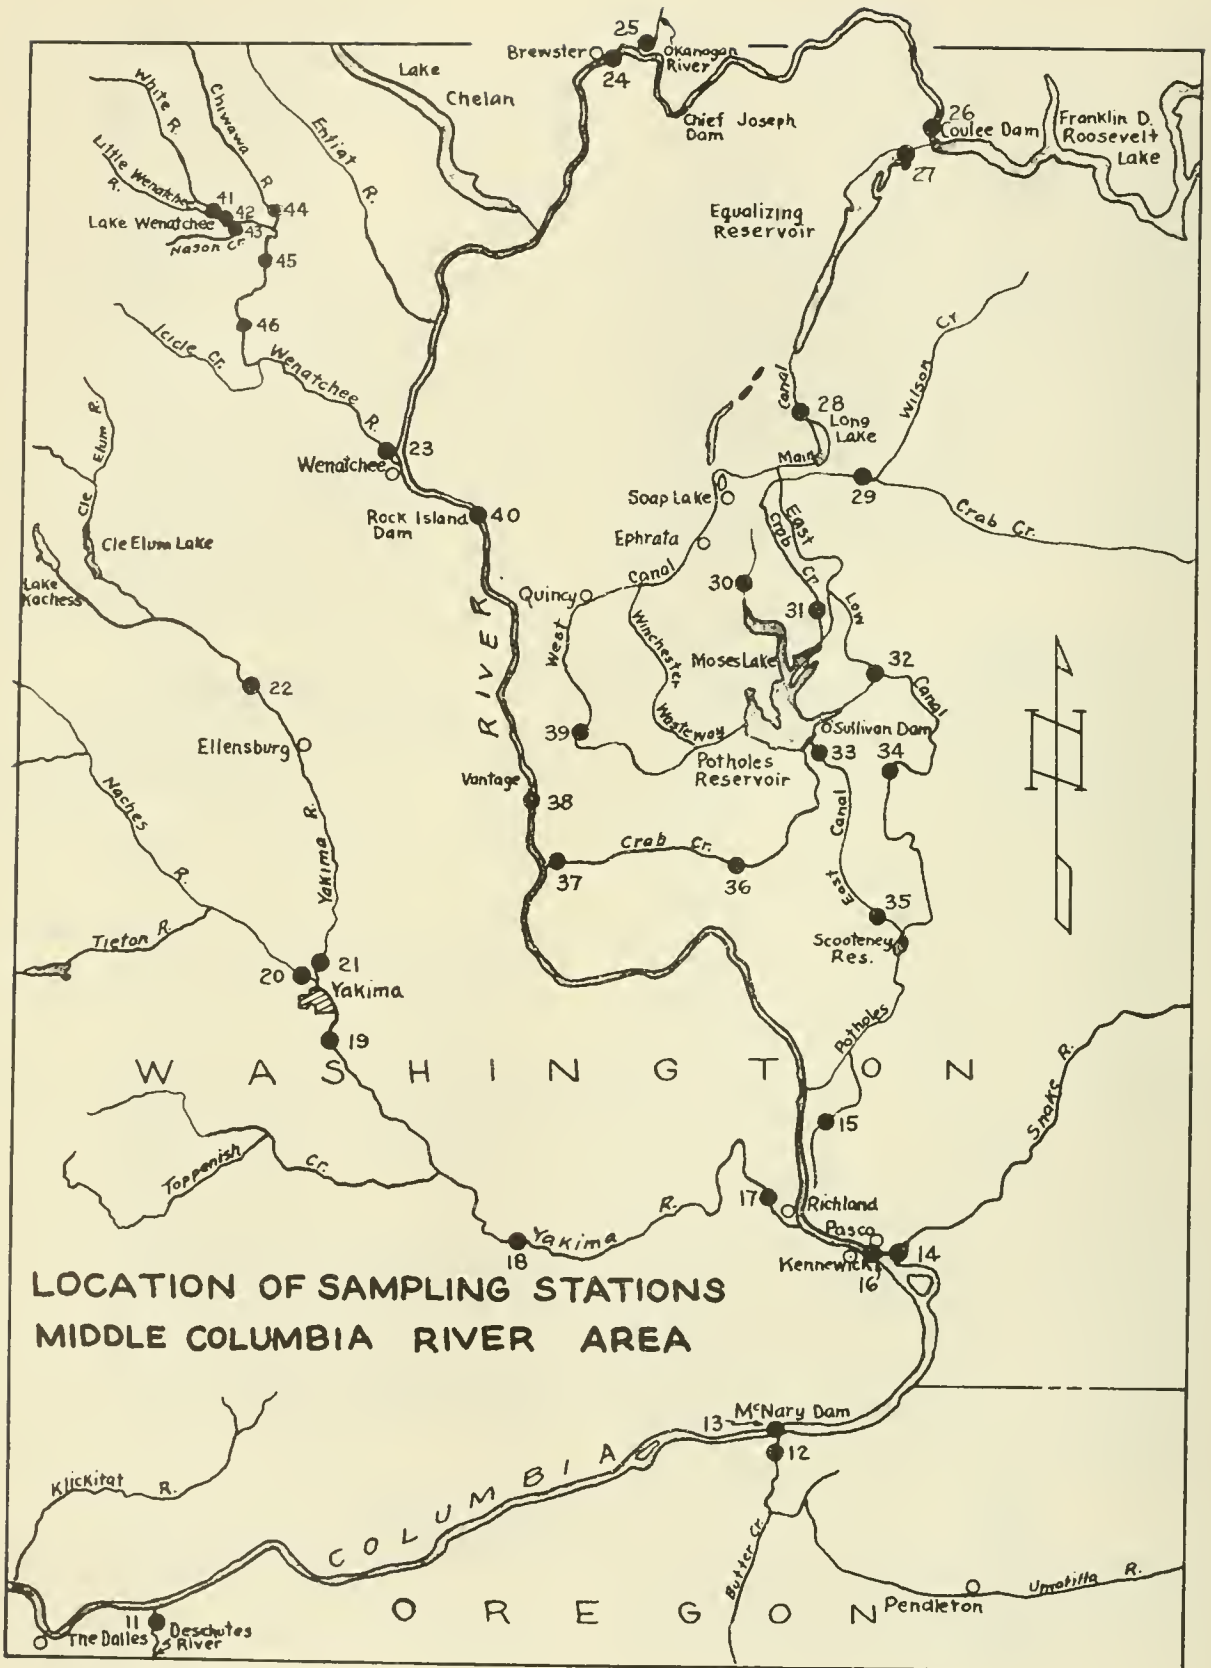 25
Brewster
24
Okanogan
River
Lake
Chelan
Chief Joseph
Dam
26
Coulee Dam
Franklin D.
Roosevelt
Lake
27
White R.
Chiwawa R
Entiat R.
Little Wenatchee
R.
41
42
43
44
Lake Wenatchee
Nason Cr.
45
46
Equalizing
Reservoir
Icicle Cr.
Wenatchee R.
Canal
28
Long
Lake
Wilson Cr
Cle Elum R.
23
Wenatchee
Main
29
Soap Lake
Rock Island
Dam
40
East
Crab Cr.
Crab Cr.
Cle Elum Lake
Ephrata
Lake
Kachess
Canal
30
Quincy
31
Low
West
Winchester
Moses Lake
32
Canal
22
RIVER
39
Wasteway
O'Sullivan Dam
Ellensburg
33
34
Potholes
Reservoir
Vantage
38
Naches
R.
Yakima R.
Canal
Crab Cr.
37
36
East
35
Scooteney
Res.
Tieton R.
20
21
Yakima
19
Potholes
WASHINGTON
Snake R.
15
Toppenish
Cr.
17
Richland
Pasco
Yakima R.
18
Kennewick
14
16
LOCATION OF SAMPLING STATIONS
MIDDLE COLUMBIA RIVER AREA
13
McNary Dam
12
COLUMBIA
Klickitat R.
Butter Cr.
Umatilla R.
Pendleton
OREGON
11
The Dalles
Deschutes
River